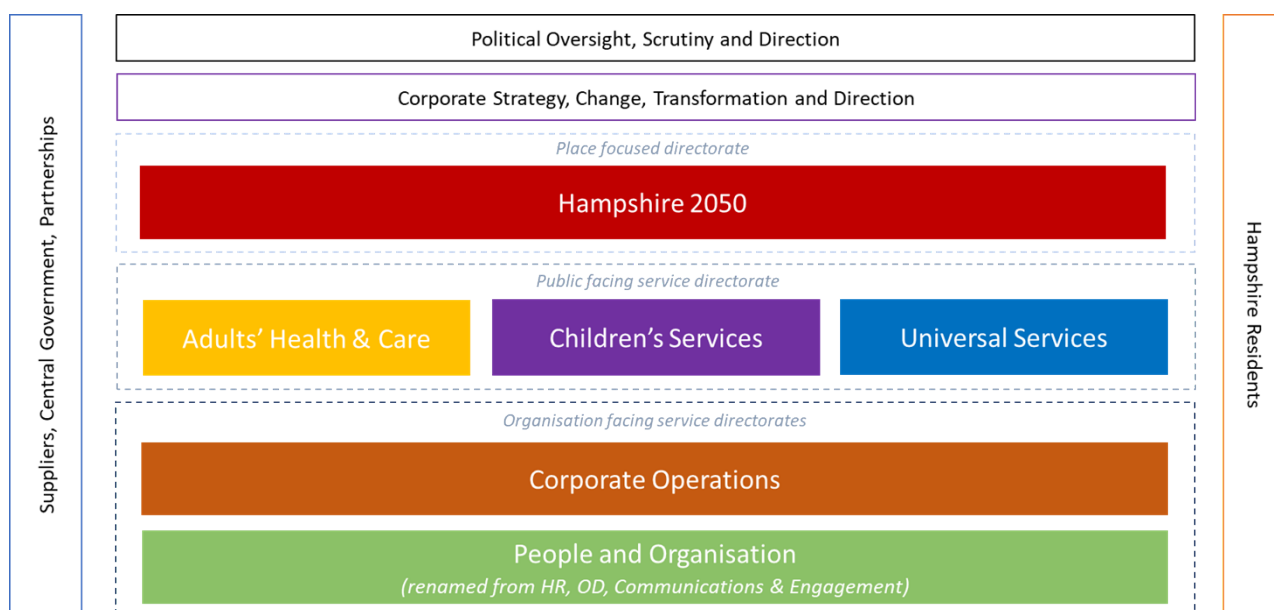 Suppliers, Central Government, Partnerships
Political Oversight, Scrutiny and Direction
Corporate Strategy, Change, Transformation and Direction
Place focused directorate
Hampshire 2050
Public facing service directorate
Adults’ Health & Care
Children’s Services
Universal Services
Organisation facing service directorates
Corporate Operations
People and Organisation
(renamed from HR, OD, Communications & Engagement)
Hampshire Residents